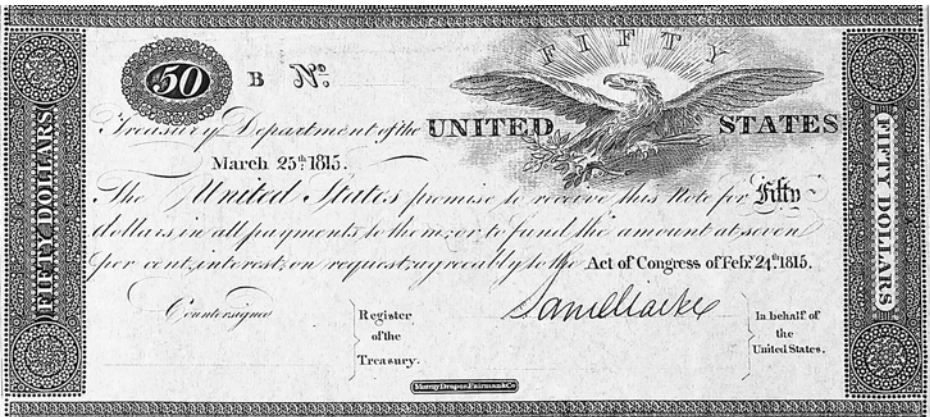 FIFTY
50 B No:
Treasury Department of the UNITED STATES
March 25th 1815.
The United States promise to receive this Note for Fifty
dollars in all payments to them: or to fund the amount at seven
per cent, interest, on request, agreeably to the Act of Congress of Feby. 24th 1815.
Countersigned
Register
of the
Treasury.
In behalf of
the
United States.
Murray Draper Fairman & Co
FIFTY DOLLARS
FIFTY DOLLARS